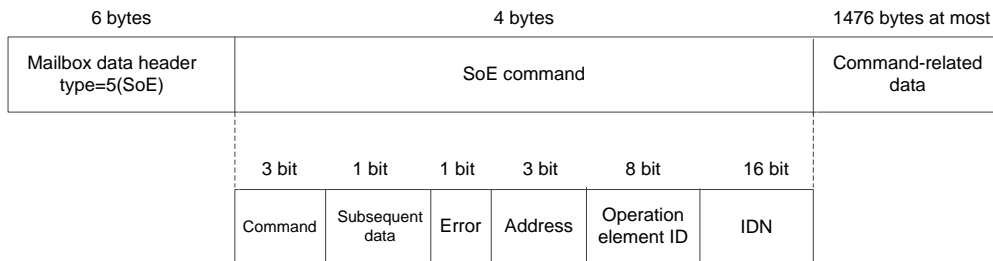 6 bytes 4 bytes 1476 bytes at most
Mailbox data header
type=5(SoE)
SoE command
Command-related
data
3 bit 1 bit 1 bit 3 bit 8 bit 16 bit
Command
Subsequent
data
Error
Address
Operation
element ID
IDN